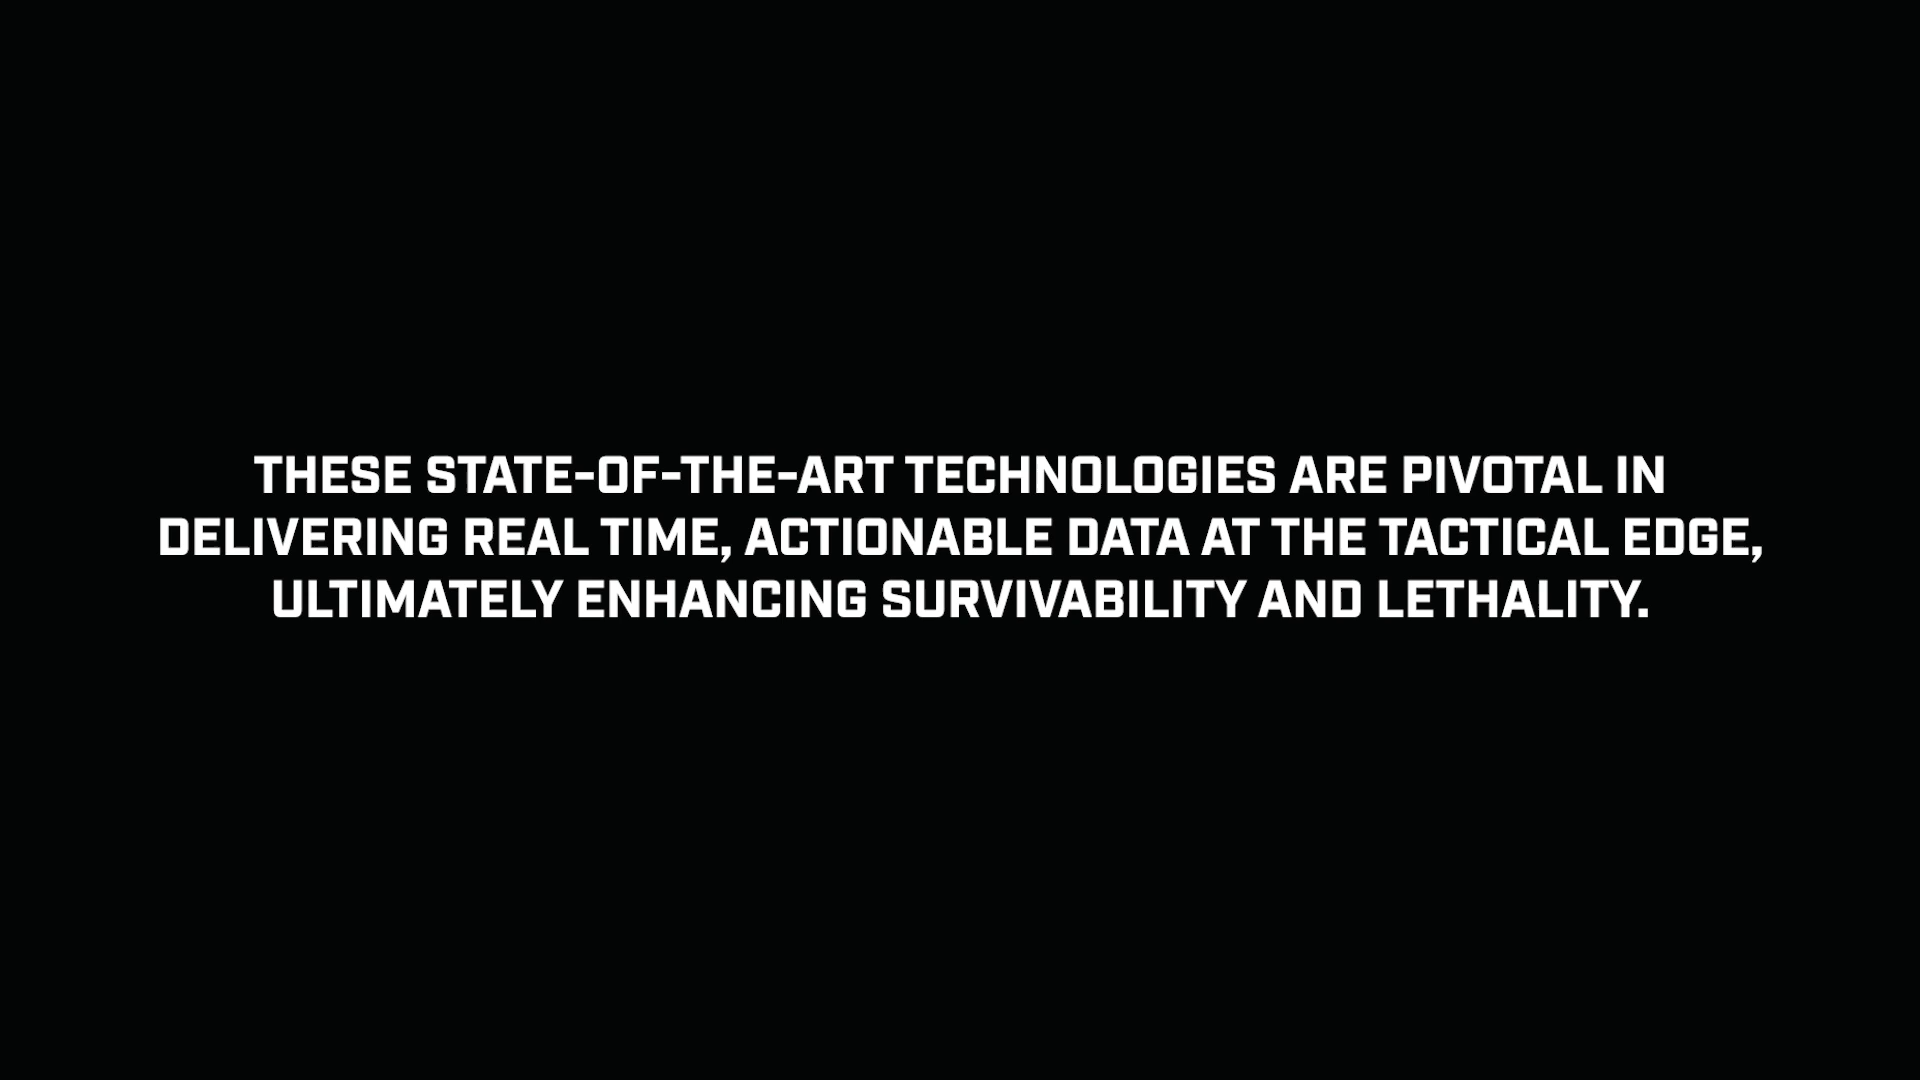 THESE STATE-OF-THE-ART TECHNOLOGIES ARE PIVOTAL IN
DELIVERING REAL TIME, ACTIONABLE DATA AT THE TACTICAL EDGE,
ULTIMATELY ENHANCING SURVIVABILITY AND LETHALITY.